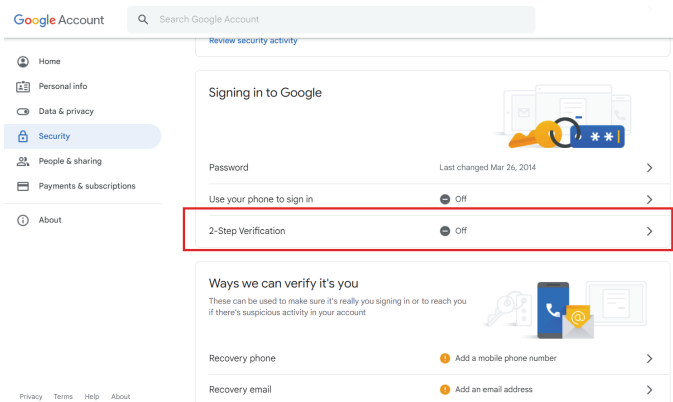 Google Account
Search Google Account
Review security activity
Home
Personal info
Data & privacy
Security
People & sharing
Payments & subscriptions
About
Signing in to Google
* *
Password Last changed Mar 26, 2014
Use your phone to sign in Off
2-Step Verification Off
Ways we can verify it's you
These can be used to make sure it's really you signing in or to reach you
if there's suspicious activity in your account
@
Recovery phone ! Add a mobile phone number
Recovery email ! Add an email address
Privacy Terms Help About